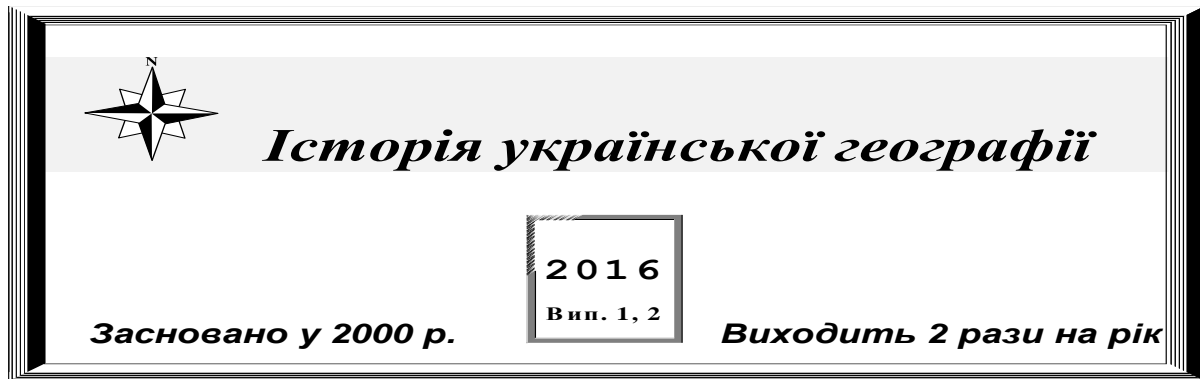 N
Історія української географії
2016
Вип. 1, 2
Засновано у 2000 р.
Виходить 2 рази на рік